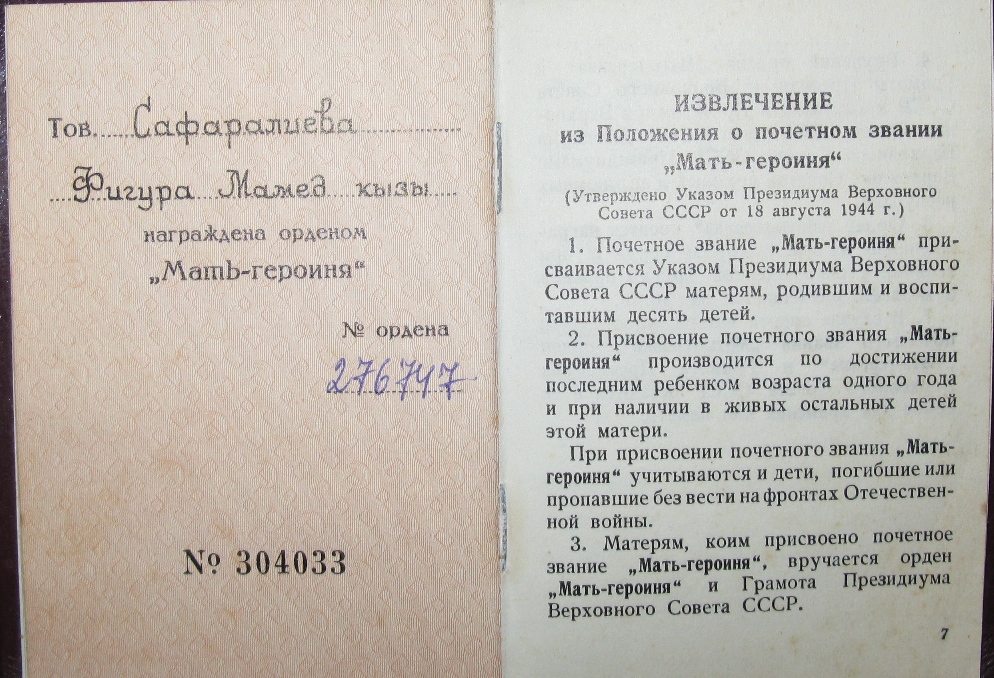 Тов. Сафаралиева
Фигура Мамед кызы
награждена орденом
„Мать-героиня“
№ ордена
276747
№ 304033
ИЗВЛЕЧЕНИЕ
из Положения о почетном звании
„Мать-героиня“
(Утверждено Указом Президиума Верховного
Совета СССР от 18 августа 1944 г.)
1. Почетное звание „Мать-героиня“ при-
сваивается Указом Президиума Верховного
Совета СССР матерям, родившим и воспи-
тавшим десять детей.
2. Присвоение почетного звания „Мать-
героиня“ производится по достижении
последним ребенком возраста одного года
и при наличии в живых остальных детей
этой матери.
При присвоении почетного звания „Мать-
героиня“ учитываются и дети, погибшие или
пропавшие без вести на фронтах Отечествен-
ной войны.
3. Матерям, коим присвоено почетное
звание „Мать-героиня“, вручается орден
„Мать-героиня“ и Грамота Президиума
Верховного Совета СССР.
7